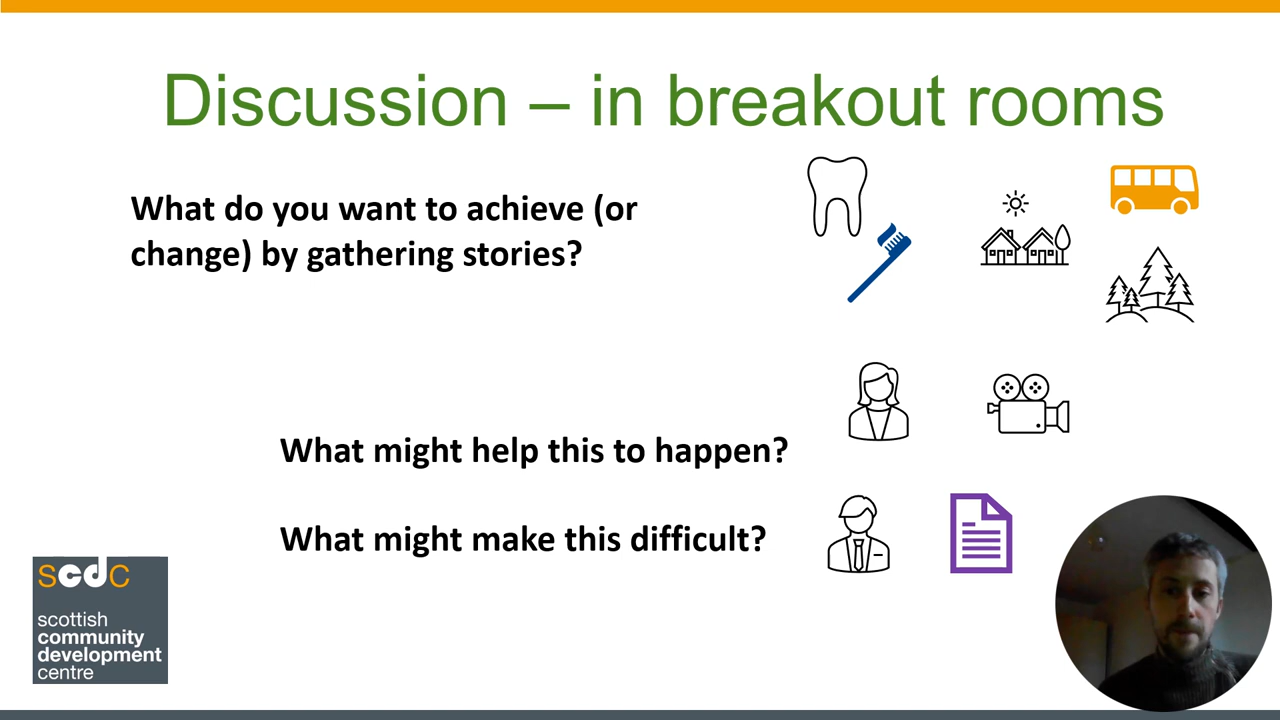 Discussion – in breakout rooms
What do you want to achieve (or
change) by gathering stories?
What might help this to happen?
What might make this difficult?
scdc
scottish
community
development
centre